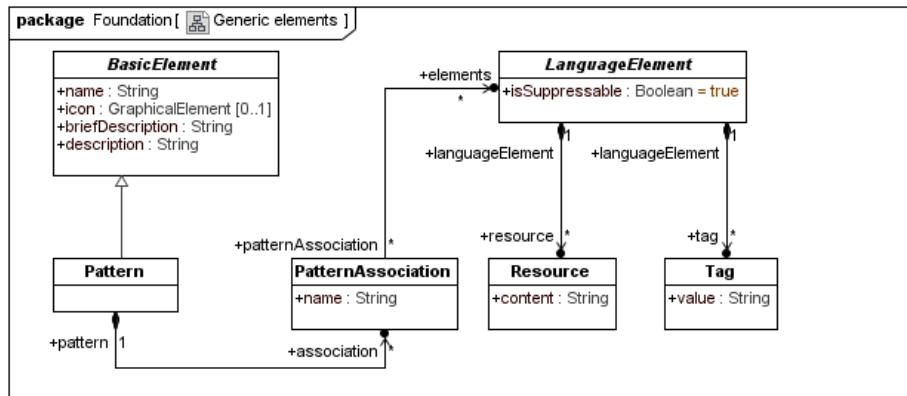 package Foundation [ Generic elements ]
BasicElement
+name : String
+icon : GraphicalElement [0..1]
+briefDescription : String
+description : String
LanguageElement
+isSuppressable : Boolean = true
+elements
*
1
1
+languageElement
+languageElement
+patternAssociation
*
+resource
*
+tag
*
Pattern
PatternAssociation
+name : String
Resource
+content : String
Tag
+value : String
+pattern
1
+association
*